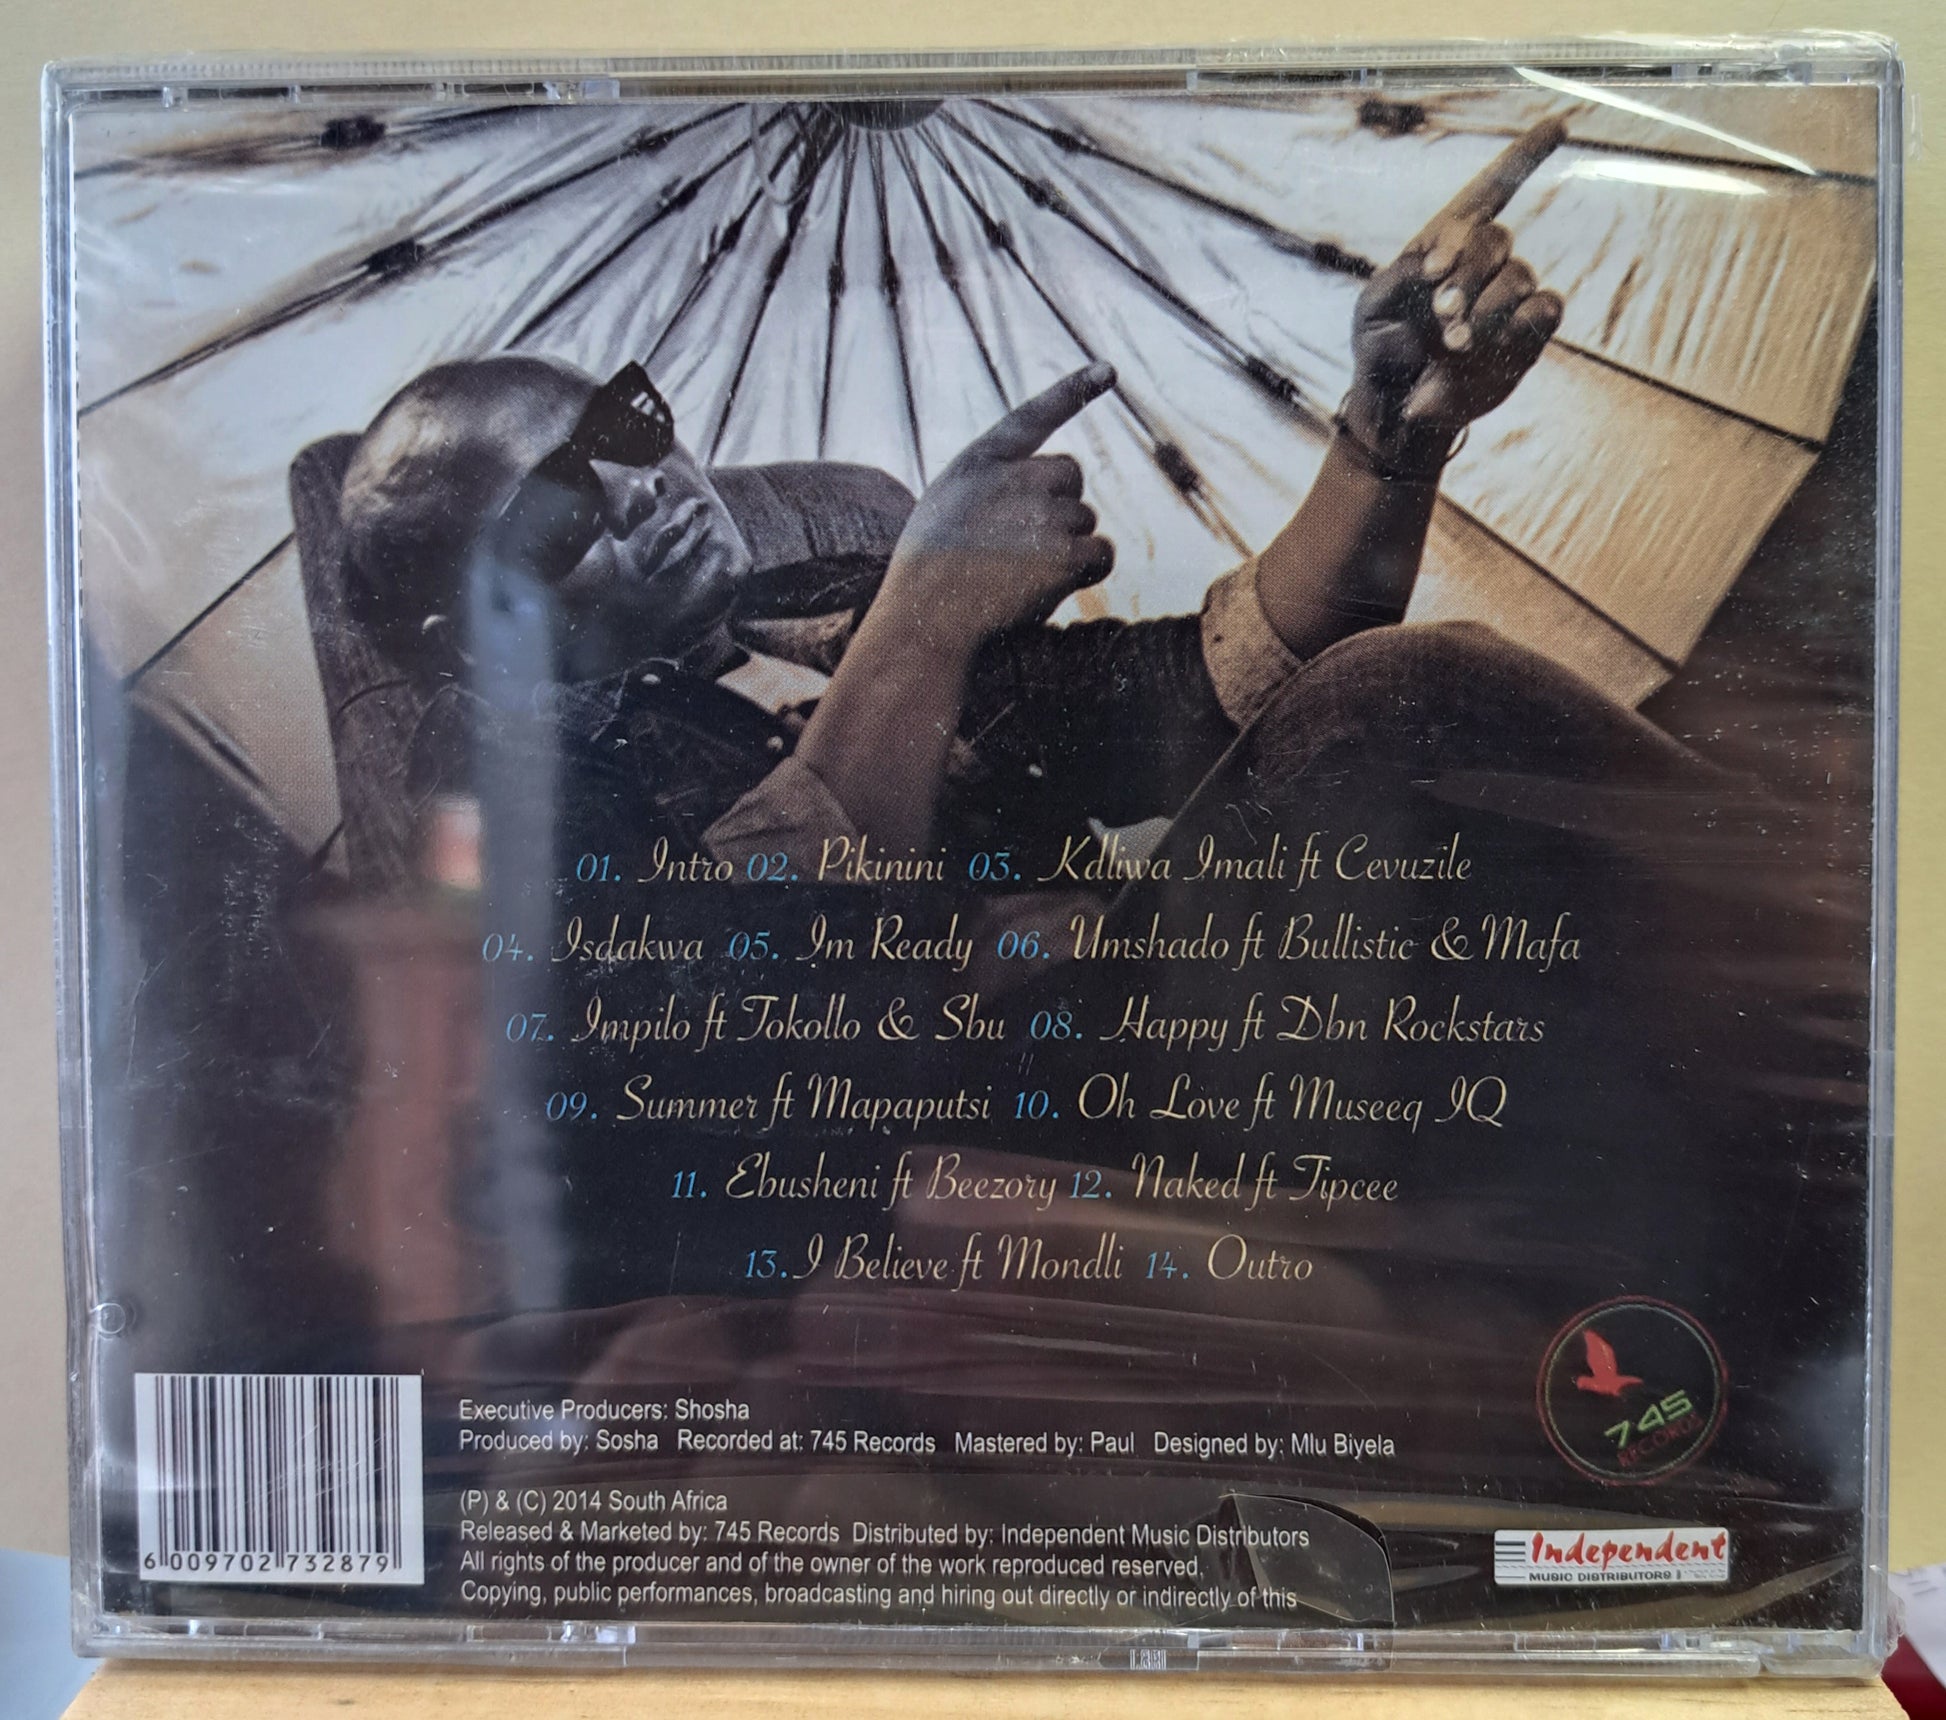 01. Intro 02. Pikinini 03. Kdliwa Imali ft Cevuzile
04. Isdakwa 05. Im Ready 06. Umshado ft Bullistic & Mafa
07. Impilo ft Tokollo & Sbu 08. Happy ft Dbn Rockstars
09. Summer ft Mapaputsi 10. Oh Love ft Museeq IQ
11. Ebusheni ft Beezory 12. Naked ft Tipcee
13. I Believe ft Mondli 14. Outro
745
RECORDS
Executive Producers: Shosha
Produced by: Sosha Recorded at: 745 Records Mastered by: Paul Designed by: Mlu Biyela
(P) & (C) 2014 South Africa
Released & Marketed by: 745 Records Distributed by: Independent Music Distributors
All rights of the producer and of the owner of the work reproduced reserved.
Copying, public performances, broadcasting and hiring out directly or indirectly of this
6 009702 732879
Independent
MUSIC DISTRIBUTORS